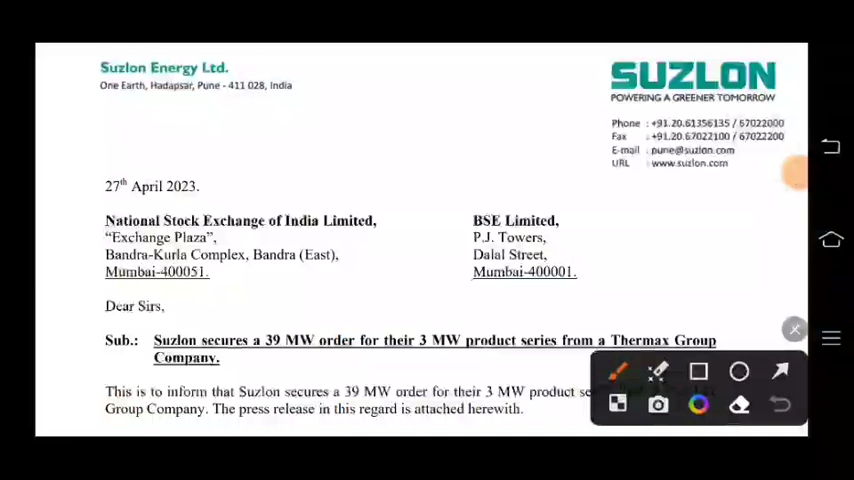 Suzlon Energy Ltd.
One Earth, Hadapsar, Pune - 411 028, India
SUZLON
POWERING A GREENER TOMORROW
Phone : +91.20.61356135 / 67022000
Fax : +91.20.67022100 / 67022200
E-mail : pune@suzlon.com
URL : www.suzlon.com
27th April 2023.
National Stock Exchange of India Limited,
“Exchange Plaza”,
Bandra-Kurla Complex, Bandra (East),
Mumbai-400051.
BSE Limited,
P.J. Towers,
Dalal Street,
Mumbai-400001.
Dear Sirs,
Sub.: Suzlon secures a 39 MW order for their 3 MW product series from a Thermax Group
Company.
This is to inform that Suzlon secures a 39 MW order for their 3 MW product
Group Company. The press release in this regard is attached herewith.